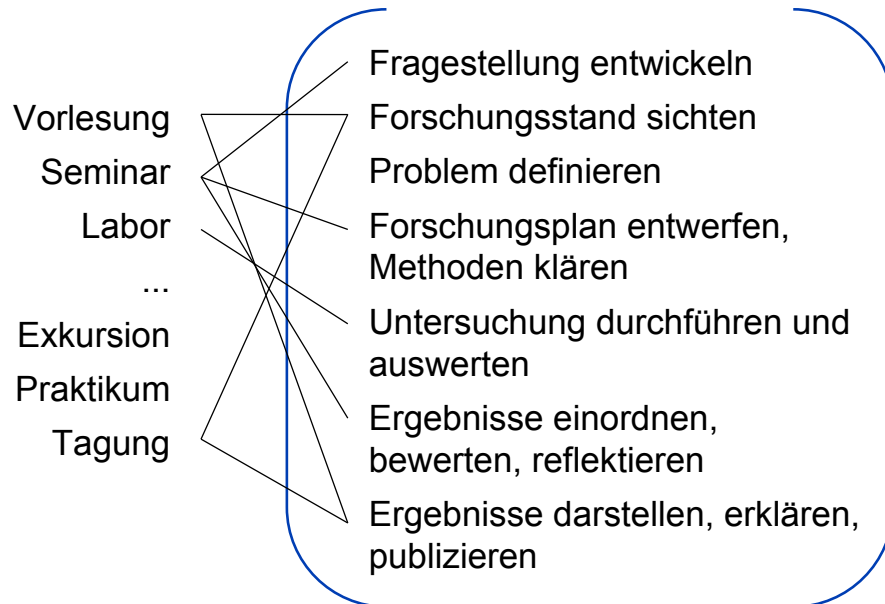 Vorlesung
Seminar
Labor
...
Exkursion
Praktikum
Tagung
Fragestellung entwickeln
Forschungsstand sichten
Problem definieren
Forschungsplan entwerfen,
Methoden klären
Untersuchung durchführen und
auswerten
Ergebnisse einordnen,
bewerten, reflektieren
Ergebnisse darstellen, erklären,
publizieren